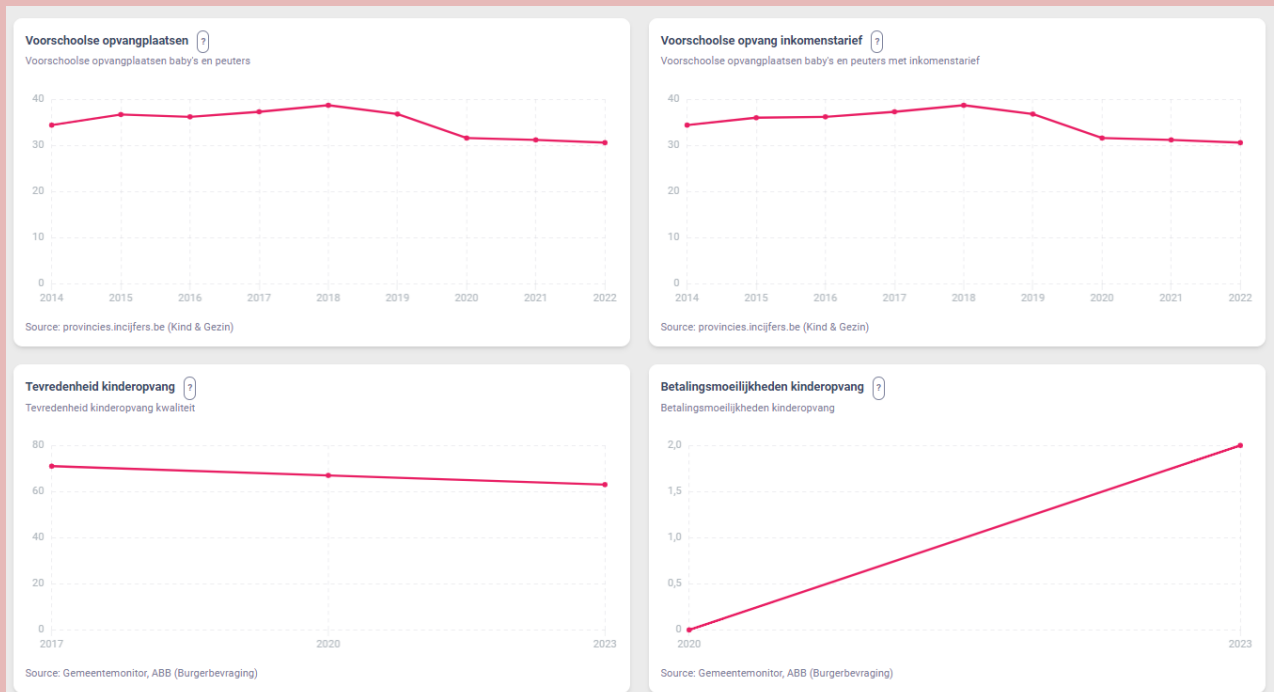 Voorschoolse opvangplaatsen ?
Voorschoolse opvangplaatsen baby's en peuters
40
30
20
10
0
2014 2015 2016 2017 2018 2019 2020 2021 2022
Source: provincies.incijfers.be (Kind & Gezin)
Voorschoolse opvang inkomenstarief ?
Voorschoolse opvangplaatsen baby's en peuters met inkomenstarief
40
30
20
10
0
2014 2015 2016 2017 2018 2019 2020 2021 2022
Source: provincies.incijfers.be (Kind & Gezin)
Tevredenheid kinderopvang ?
Tevredenheid kinderopvang kwaliteit
80
60
40
20
0
2017 2020 2023
Source: Gemeentemonitor, ABB (Burgerbevraging)
Betalingsmoeilijkheden kinderopvang ?
Betalingsmoeilijkheden kinderopvang
2,0
1,5
1,0
0,5
0
2020 2023
Source: Gemeentemonitor, ABB (Burgerbevraging)